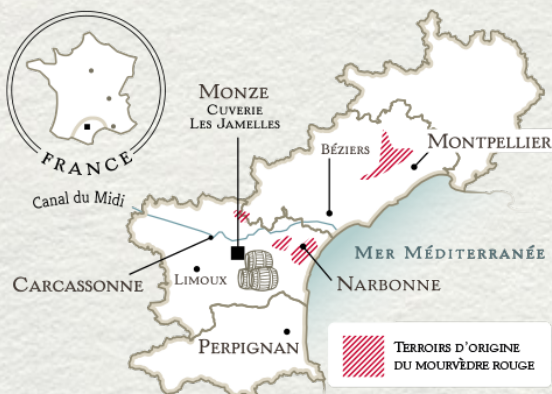 FRANCE
MONZE
CUVERIE
LES JAMELLES
BÉZIERS
MONTPELLIER
Canal du Midi
MER MÉDITERRANÉE
CARCASSONNE
LIMOUX
NARBONNE
PERPIGNAN
TERROIRS D'ORIGINE
DU MOURVÈDRE ROUGE